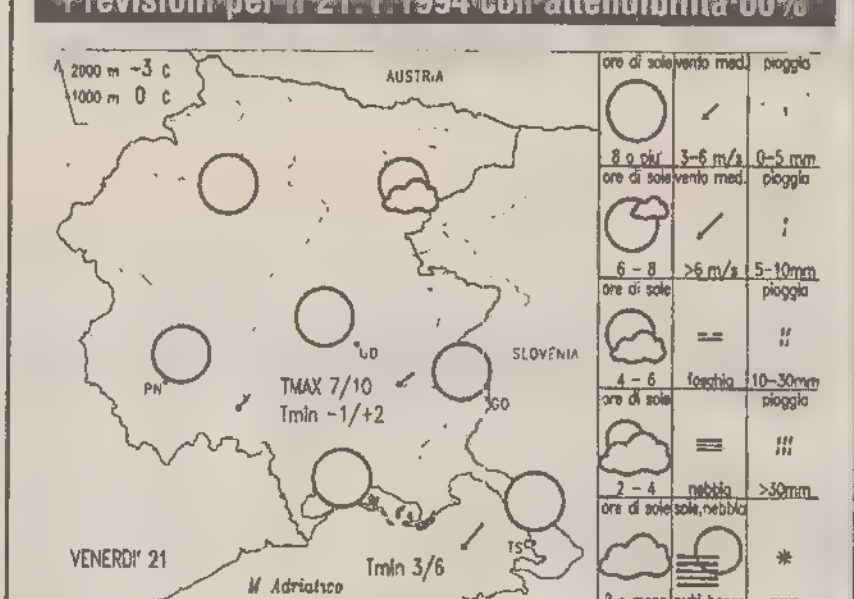 Previsioni per il 21.1.1994 con attendibilità 80%
2000 m -3 C
1000 m 0 C
AUSTRIA
SLOVENIA
UD
PN
GO
TMAX 7/10
Tmin -1/+2
TS
Tmin 3/6
VENERDI' 21
M Adriatico
ore di sole vento med. pioggia
8 o piu' 3-6 m/s 0-5 mm
ore di sole vento med. pioggia
6 - 8 >6 m/s 5-10mm
ore di sole pioggia
4 - 6 foschia 10-30mm
ore di sole pioggia
2 - 4 nebbia >30mm
ore di sole sole,nebbia